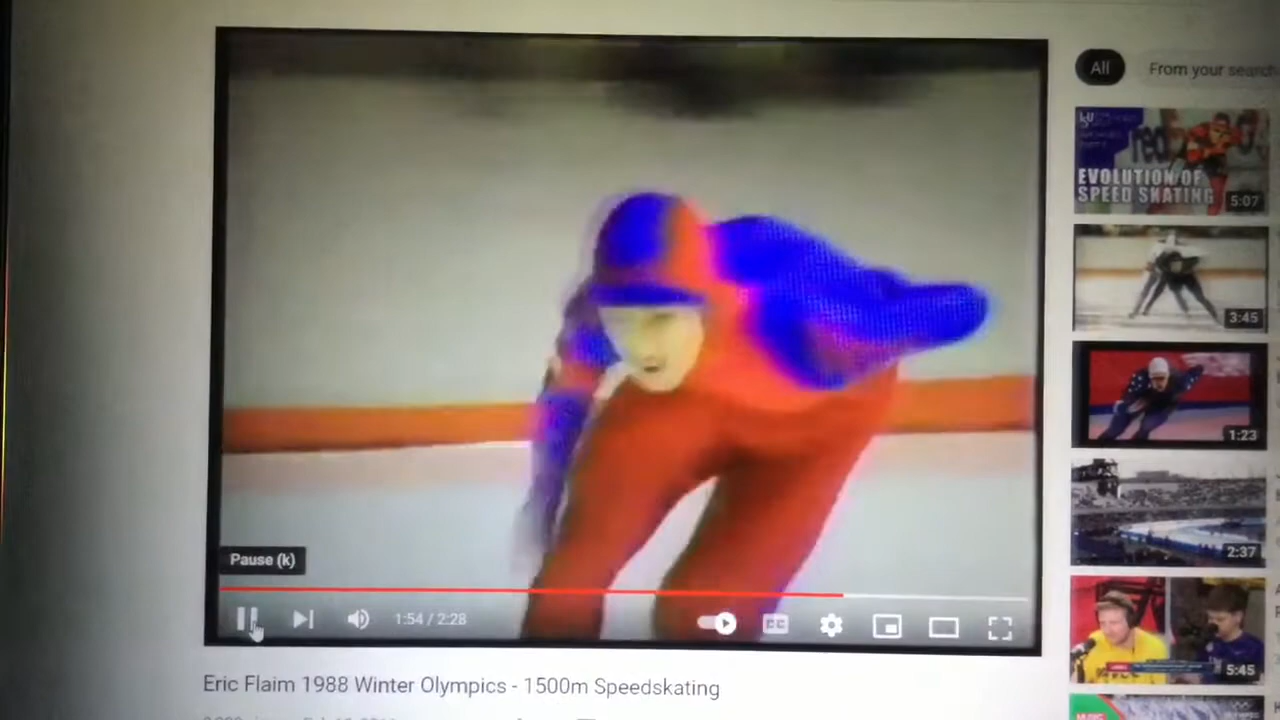 All
From your search
EVOLUTION OF
SPEED SKATING
5:07
3:45
1:23
2:37
5:45
Pause (k)
1:54 / 2:28
CC
Eric Flaim 1988 Winter Olympics - 1500m Speedskating